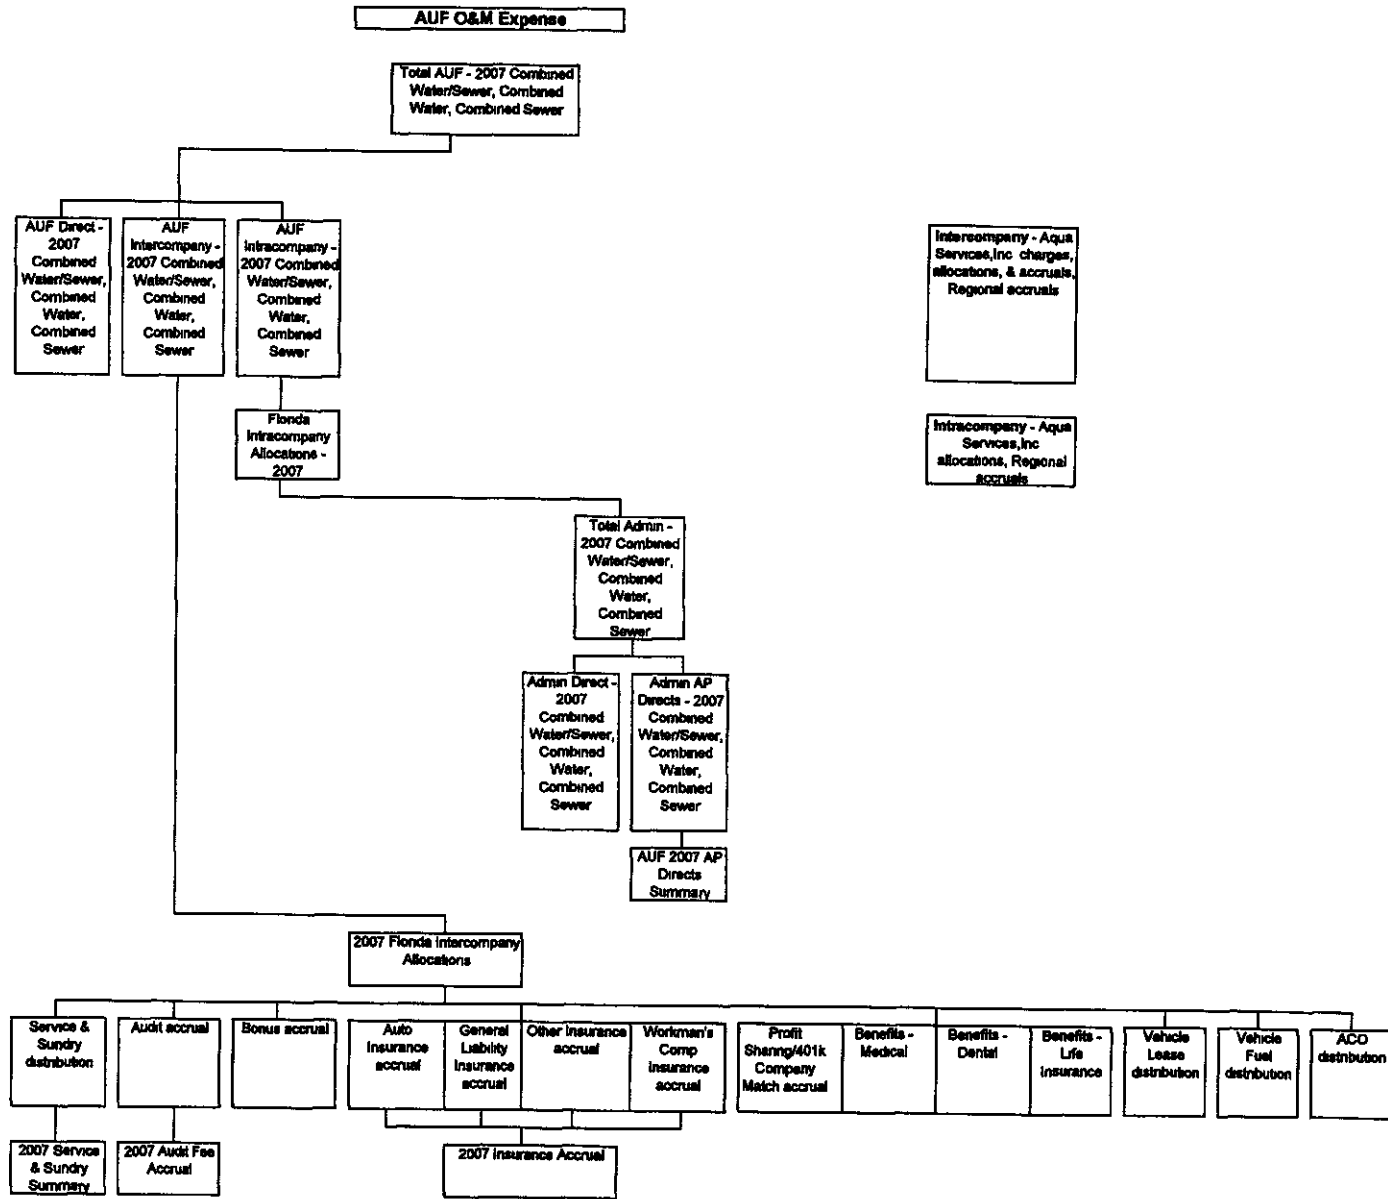 AUF O&M Expense
Total AUF - 2007 Combined
Water/Sewer, Combined
Water, Combined Sewer
AUF Direct -
2007
Combined
Water/Sewer,
Combined
Water,
Combined
Sewer
AUF
Intercompany -
2007 Combined
Water/Sewer,
Combined
Water,
Combined
Sewer
AUF
Intracompany -
2007 Combined
Water/Sewer,
Combined
Water,
Combined
Sewer
Intercompany - Aqua
Services,Inc charges,
allocations, & accruals,
Regional accruals
Florida
Intracompany
Allocations -
2007
Intracompany - Aqua
Services,Inc
allocations, Regional
accruals
Total Admin -
2007 Combined
Water/Sewer,
Combined
Water,
Combined
Sewer
Admin Direct -
2007
Combined
Water/Sewer,
Combined
Water,
Combined
Sewer
Admin AP
Directs - 2007
Combined
Water/Sewer,
Combined
Water,
Combined
Sewer
AUF 2007 AP
Directs
Summary
2007 Florida Intercompany
Allocations
Service &
Sundry
distribution
Audit accrual
Bonus accrual
Auto
Insurance
accrual
General
Liability
Insurance
accrual
Other Insurance
accrual
Workman's
Comp
Insurance
accrual
Profit
Sharing/401k
Company
Match accrual
Benefits -
Medical
Benefits -
Dental
Benefits -
Life
Insurance
Vehicle
Lease
distribution
Vehicle
Fuel
distribution
ACO
distribution
2007 Service
& Sundry
Summary
2007 Audit Fee
Accrual
2007 Insurance Accrual